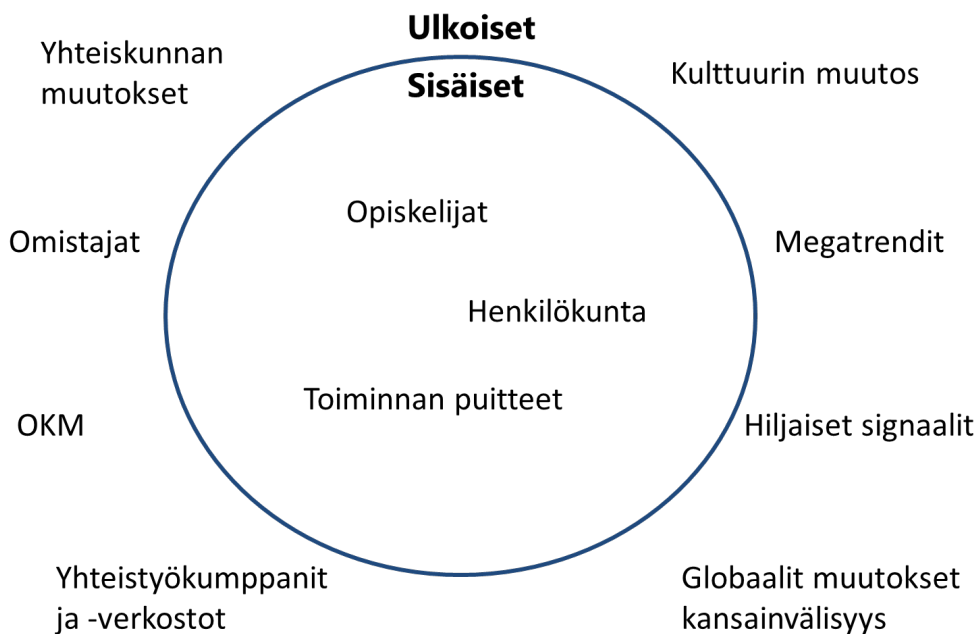 Ulkoiset
Yhteiskunnan
muutokset
Sisäiset
Kulttuurin muutos
Opiskelijat
Omistajat
Megatrendit
Henkilökunta
Toiminnan puitteet
OKM
Hiljaiset signaalit
Yhteistyökumppanit
ja -verkostot
Globaalit muutokset
kansainvälisyys